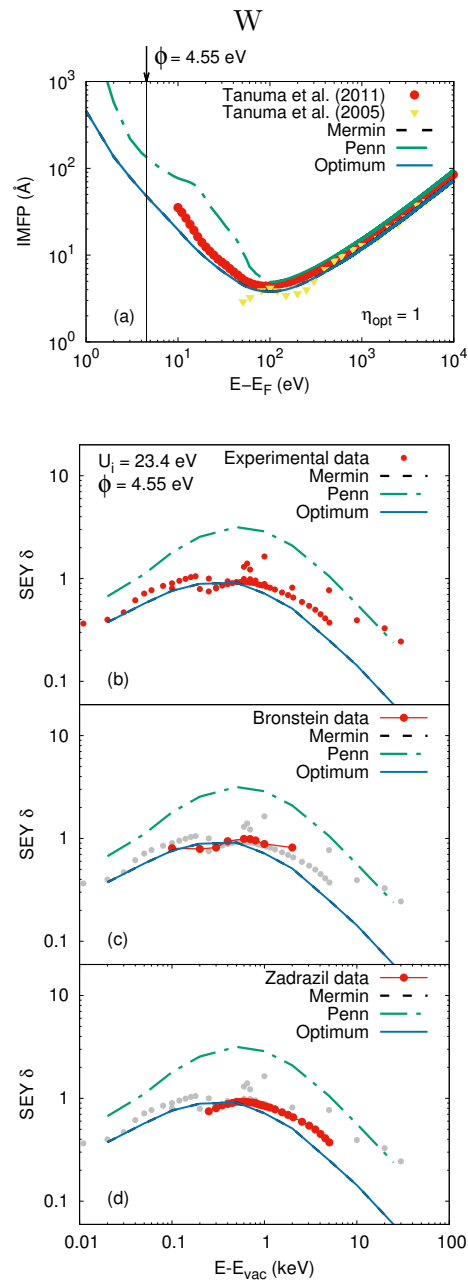 W
ϕ = 4.55 eV
10³
10²
10¹
10⁰
IMFP (Å)
Tanuma et al. (2011)
Tanuma et al. (2005)
Mermin
Penn
Optimum
(a)
η_opt = 1
10⁰ 10¹ 10² 10³ 10⁴
E−E_F (eV)
U_i = 23.4 eV
ϕ = 4.55 eV
Experimental data
Mermin
Penn
Optimum
10
1
0.1
SEY δ
(b)
Bronstein data
Mermin
Penn
Optimum
10
1
0.1
SEY δ
(c)
Zadrazil data
Mermin
Penn
Optimum
10
1
0.1
SEY δ
(d)
0.01 0.1 1 10 100
E-E_vac (keV)